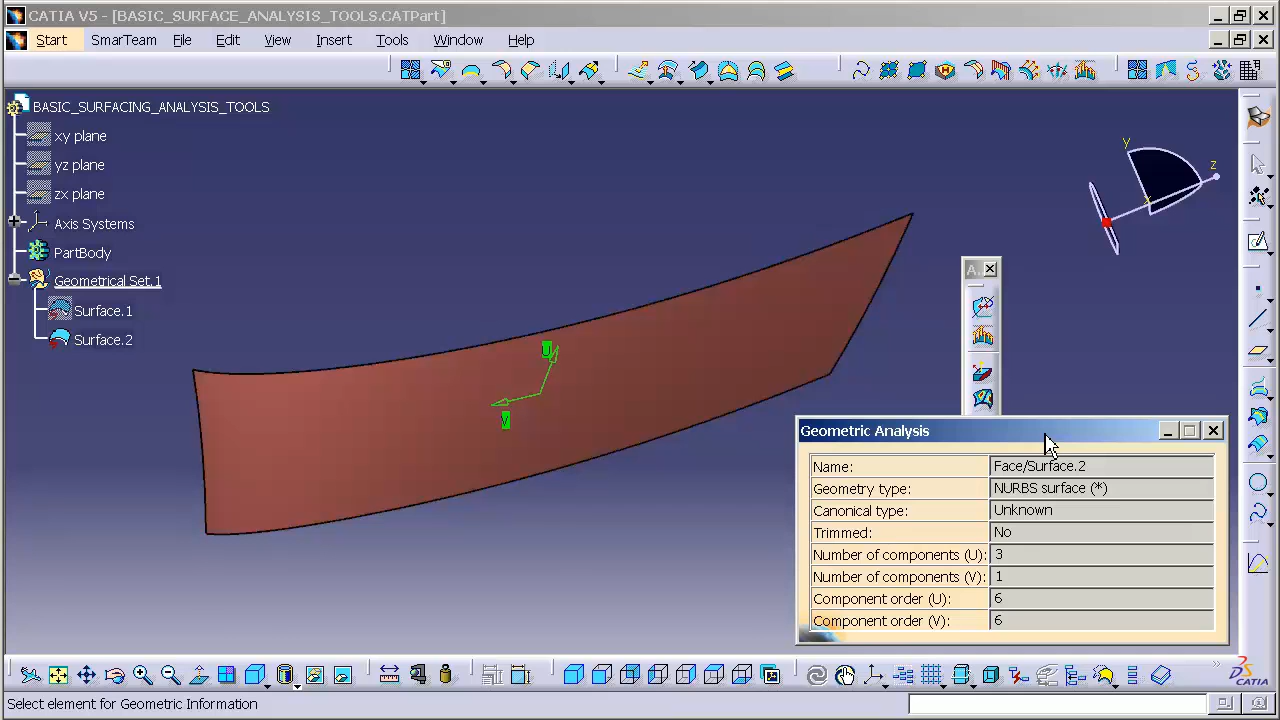 CATIA V5 - [BASIC_SURFACE_ANALYSIS_TOOLS.CATPart]
Start SmarTeam File Edit View Insert Tools Window Help
BASIC_SURFACING_ANALYSIS_TOOLS
xy plane
yz plane
zx plane
Axis Systems
PartBody
Geometrical Set.1
Surface.1
Surface.2
y
z
x
U
V
A.
Geometric Analysis
Name: Face/Surface.2
Geometry type: NURBS surface (*)
Canonical type: Unknown
Trimmed: No
Number of components (U): 3
Number of components (V): 1
Component order (U): 6
Component order (V): 6
CATIA
Select element for Geometric Information